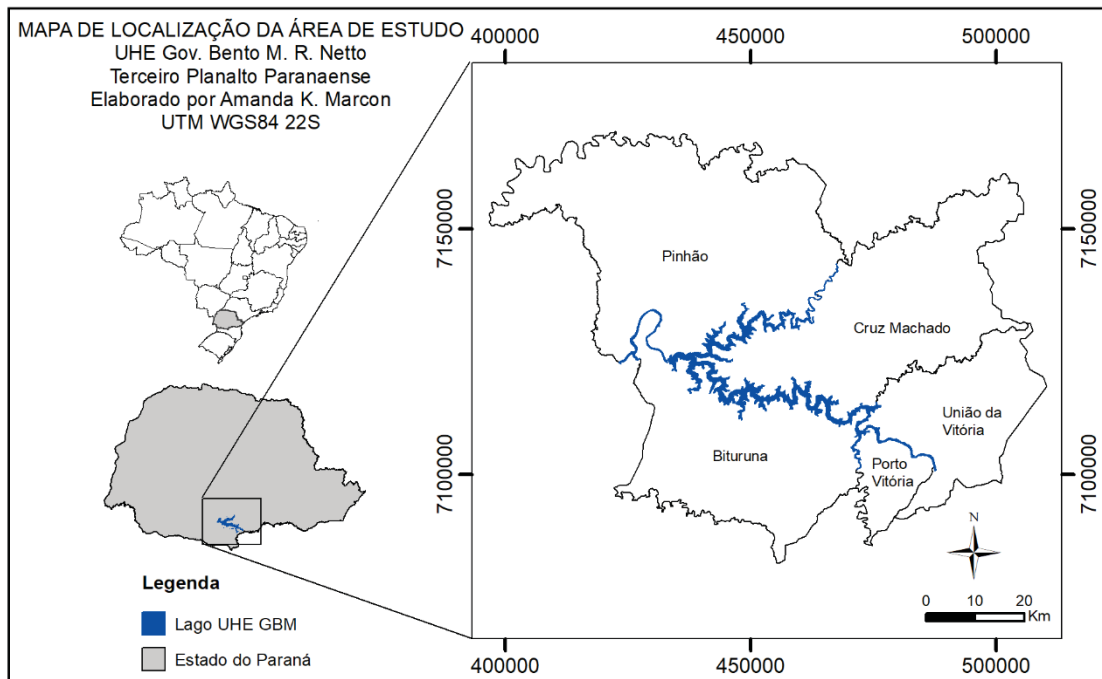 MAPA DE LOCALIZAÇÃO DA ÁREA DE ESTUDO
UHE Gov. Bento M. R. Netto
Terceiro Planalto Paranaense
Elaborado por Amanda K. Marcon
UTM WGS84 22S
400000
450000
500000
7150000
7150000
Pinhão
Cruz Machado
União da
Vitória
Bituruna
Porto
Vitória
7100000
7100000
N
0 10 20
Km
400000
450000
500000
Legenda
Lago UHE GBM
Estado do Paraná